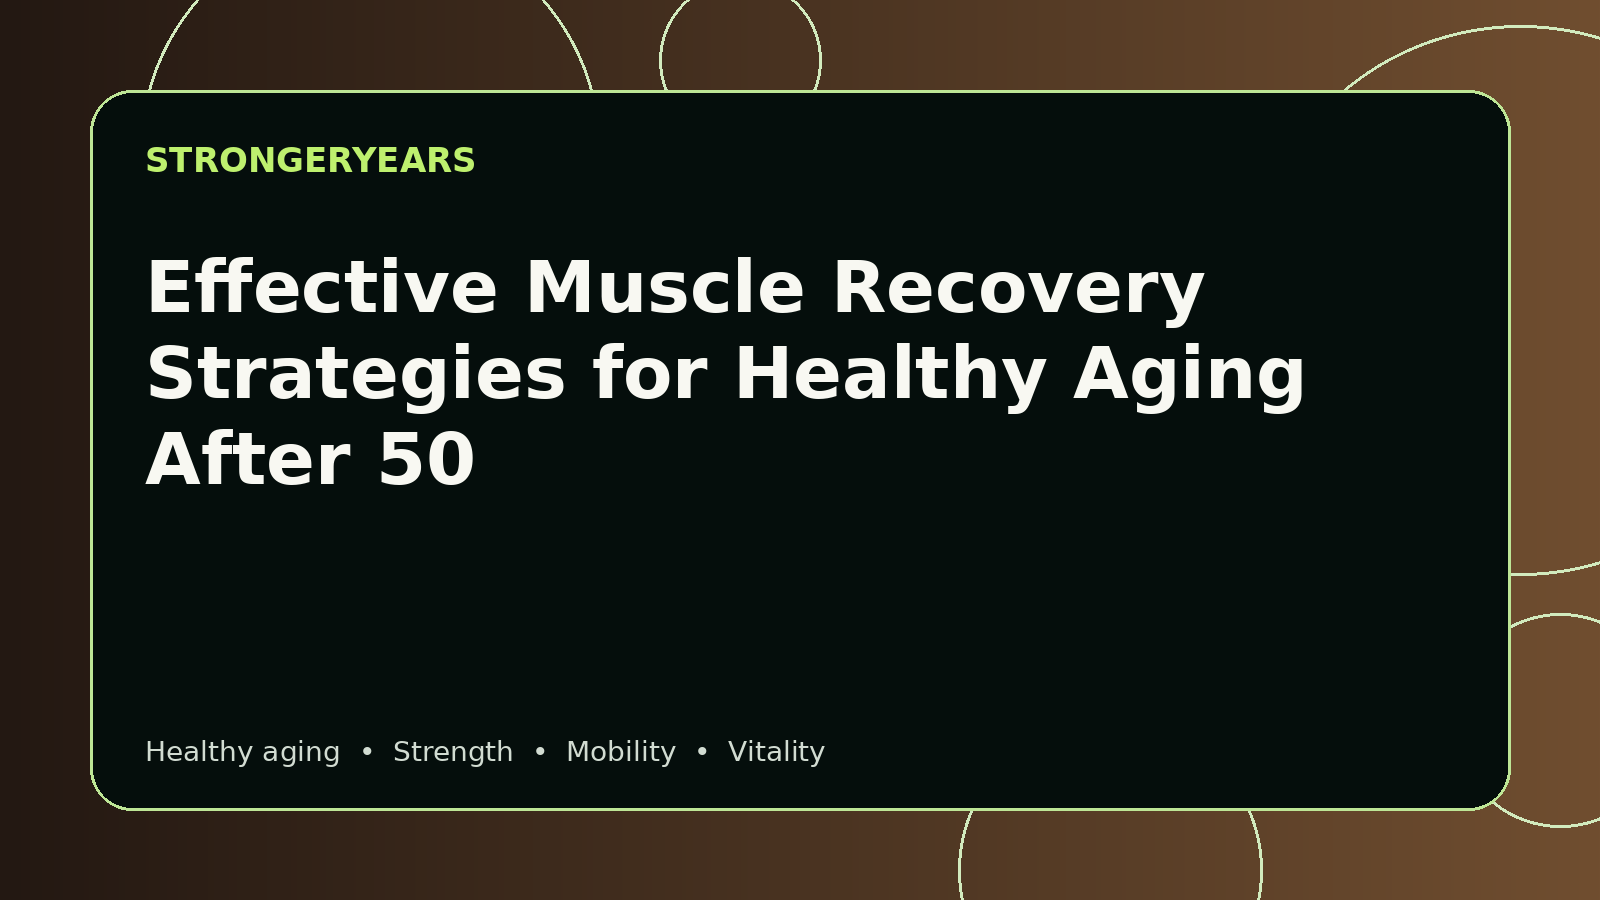 STRONGERYEARS
Effective Muscle Recovery
Strategies for Healthy Aging
After 50
Healthy aging • Strength • Mobility • Vitality